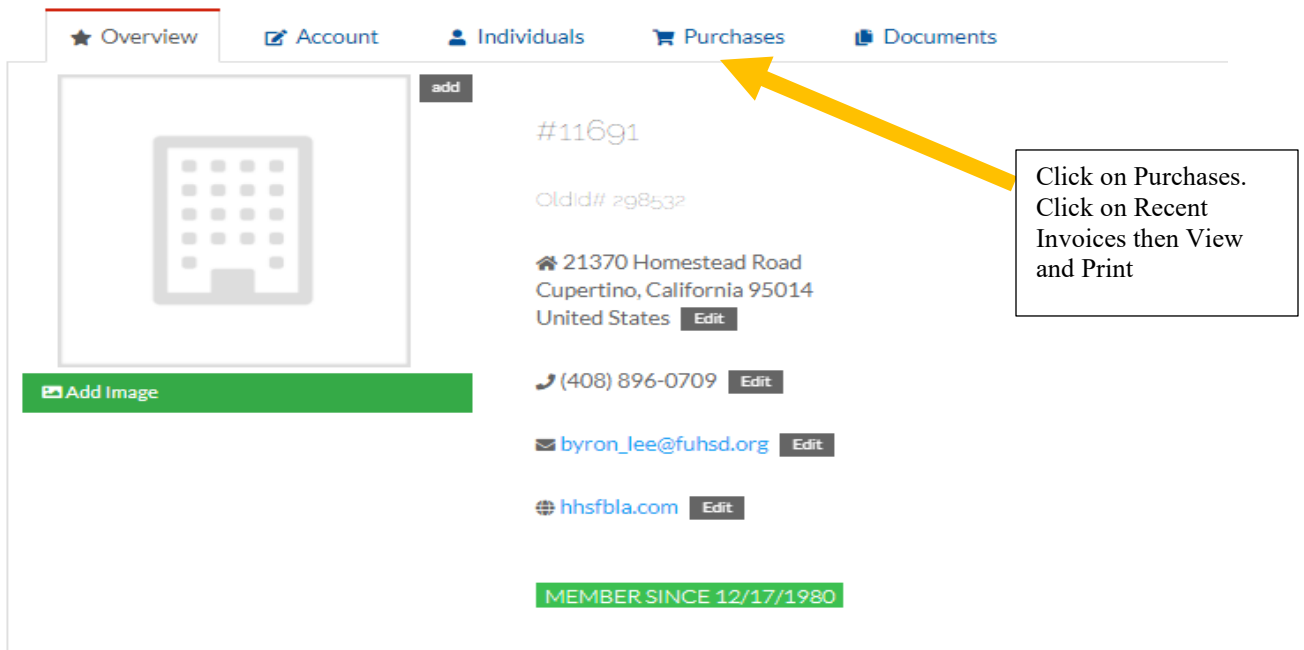 Overview Account Individuals Purchases Documents
add
#11691
OldId# 298532
21370 Homestead Road
Cupertino, California 95014
United States Edit
(408) 896-0709 Edit
byron_lee@fuhsd.org Edit
hhsfbla.com Edit
MEMBER SINCE 12/17/1980
Add Image
Click on Purchases.
Click on Recent
Invoices then View
and Print